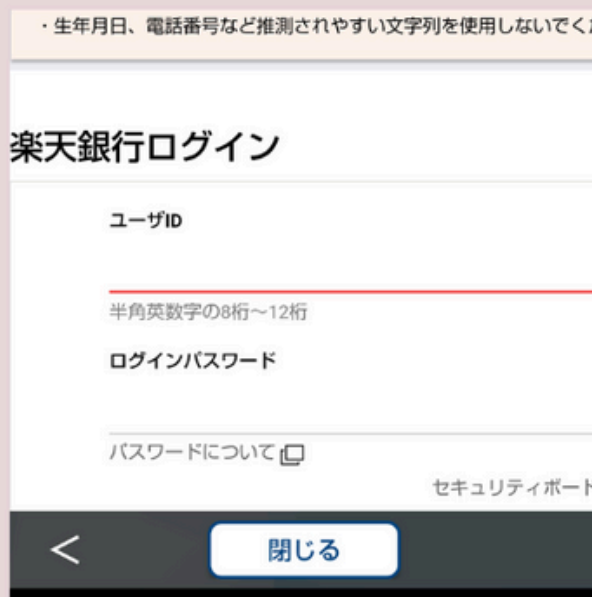 ・生年月日、電話番号など推測されやすい文字列を使用しないでく
楽天銀行ログイン
ユーザID
半角英数字の8桁～12桁
ログインパスワード
パスワードについて
セキュリティボード
<
閉じる